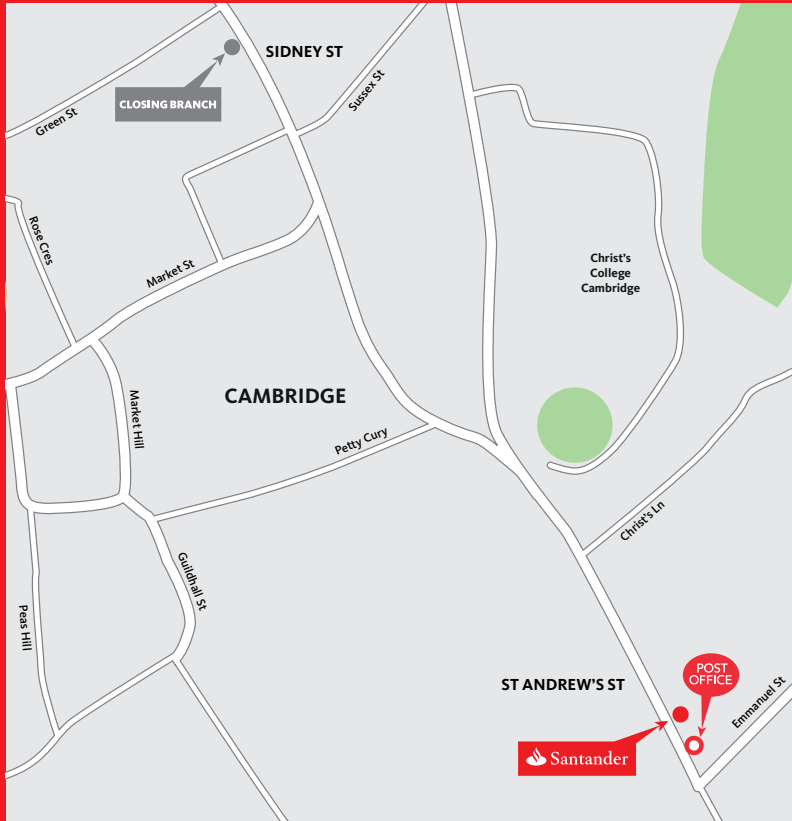 SIDNEY ST
CLOSING BRANCH
Green St
Sussex St
Rose Cres
Market St
Christ's
College
Cambridge
CAMBRIDGE
Market Hill
Petty Cury
Christ's Ln
Guildhall St
Peas Hill
ST ANDREW'S ST
POST
OFFICE
Emmanuel St
Santander